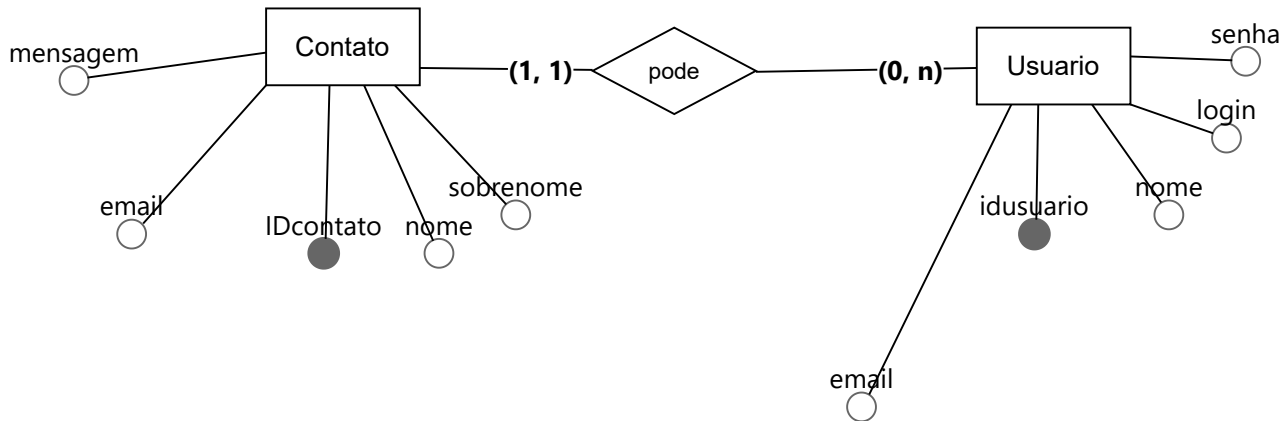 Contato
mensagem
(1, 1)
pode
(0, n)
Usuario
senha
login
email
IDcontato
nome
sobrenome
idusuario
nome
email